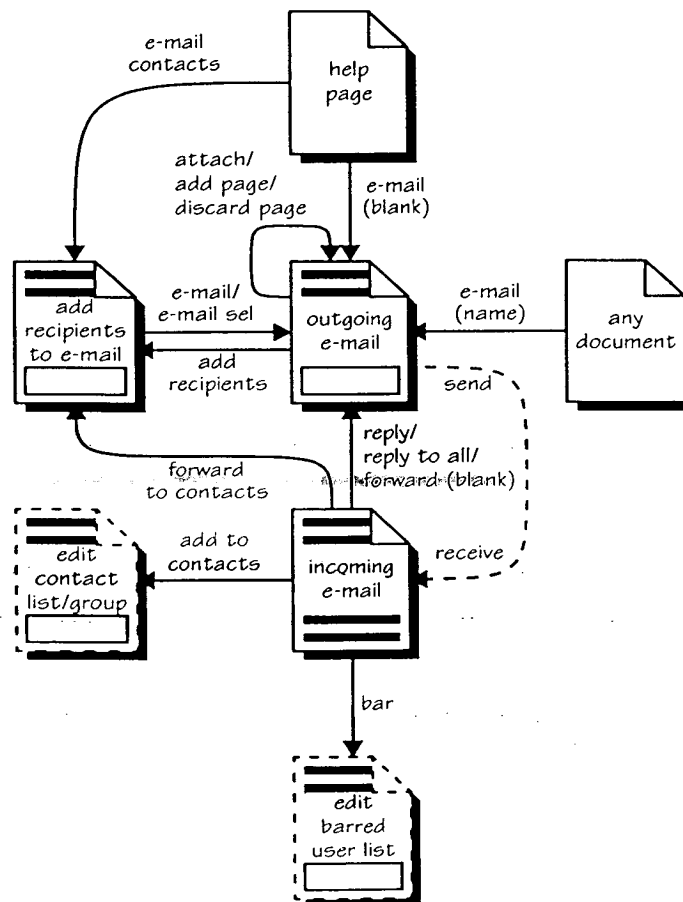 e-mail
contacts
help
page
attach/
add page/
discard page
e-mail
(blank)
add
recipients
to e-mail
e-mail/
e-mail sel
add
recipients
outgoing
e-mail
e-mail
(name)
any
document
send
forward
to contacts
reply/
reply to all/
forward (blank)
edit
contact
list/group
add to
contacts
incoming
e-mail
receive
bar
edit
barred
user list